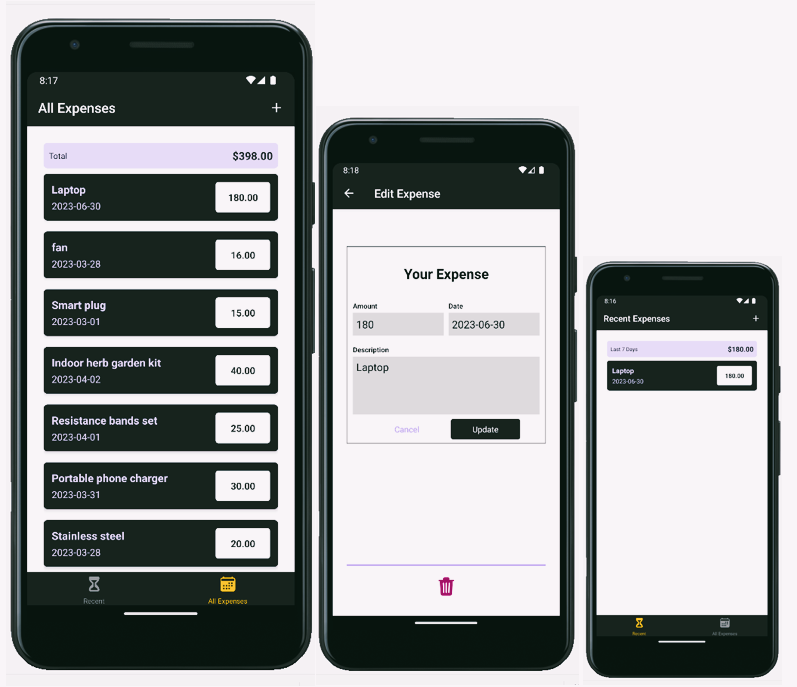 8:17
All Expenses +
Total $398.00
Laptop
2023-06-30
180.00
fan
2023-03-28
16.00
Smart plug
2023-03-01
15.00
Indoor herb garden kit
2023-04-02
40.00
Resistance bands set
2023-04-01
25.00
Portable phone charger
2023-03-31
30.00
Stainless steel
2023-03-28
20.00
Recent All Expenses
8:18
Edit Expense
Your Expense
Amount Date
180 2023-06-30
Description
Laptop
Cancel Update
8:16
Recent Expenses +
Last 7 Days $180.00
Laptop
2023-06-30
180.00
Recent All Expenses